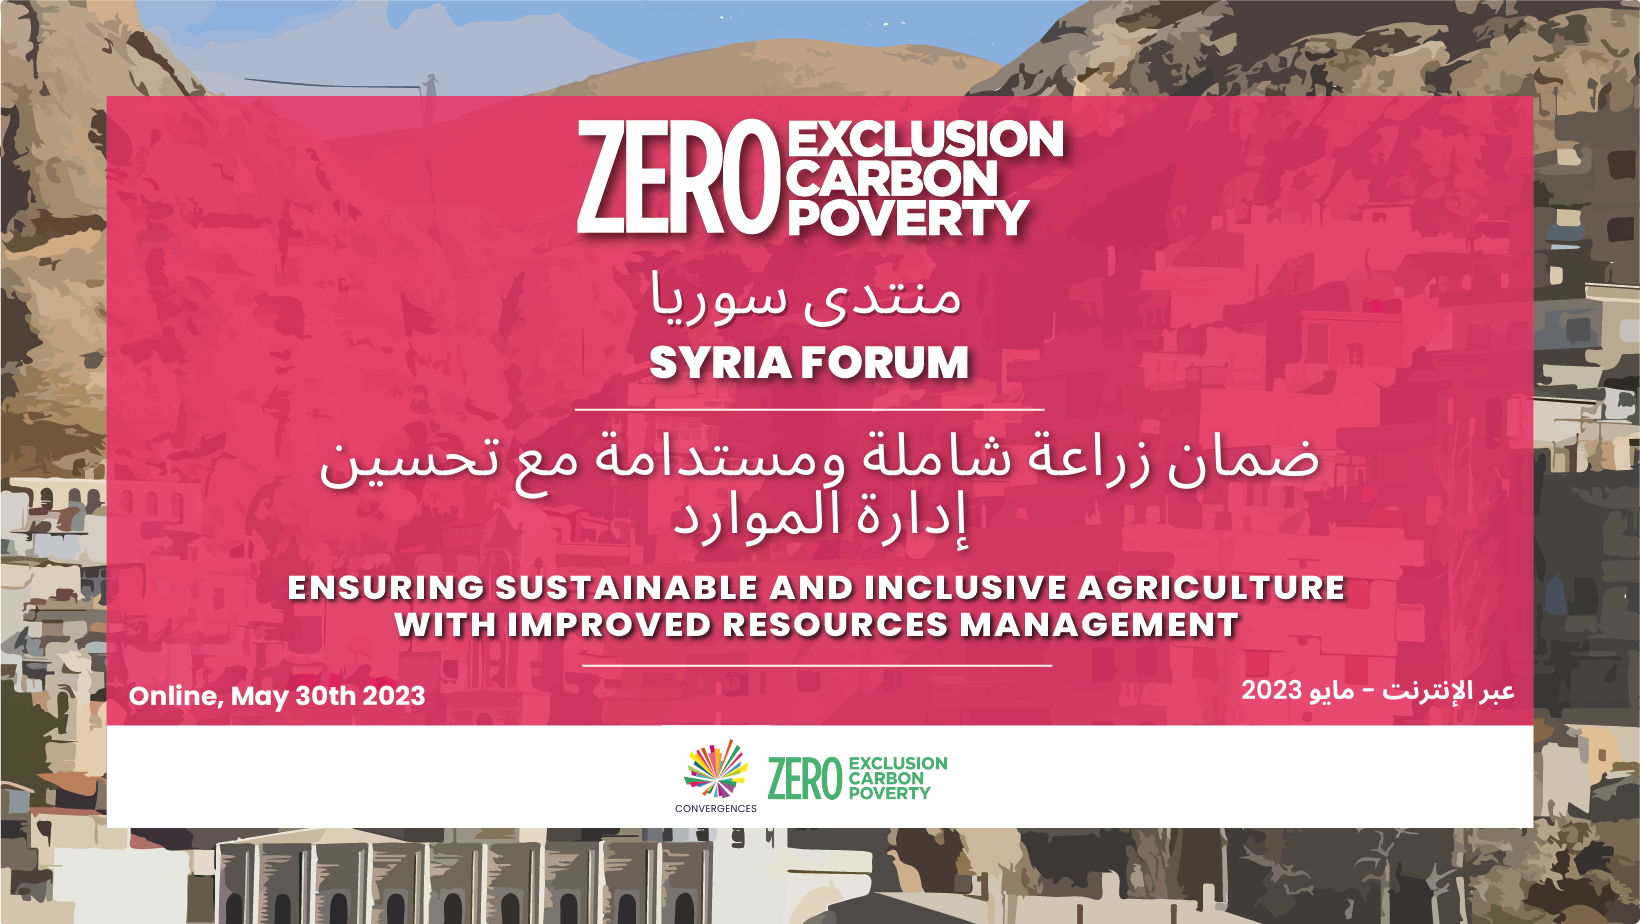 ZERO EXCLUSION
CARBON
POVERTY
منتدى سوريا
SYRIA FORUM
ضمان زراعة شاملة ومستدامة مع تحسين
إدارة الموارد
ENSURING SUSTAINABLE AND INCLUSIVE AGRICULTURE
WITH IMPROVED RESOURCES MANAGEMENT
Online, May 30th 2023
عبر الإنترنت - مايو 2023
CONVERGENCES
ZERO EXCLUSION
CARBON
POVERTY